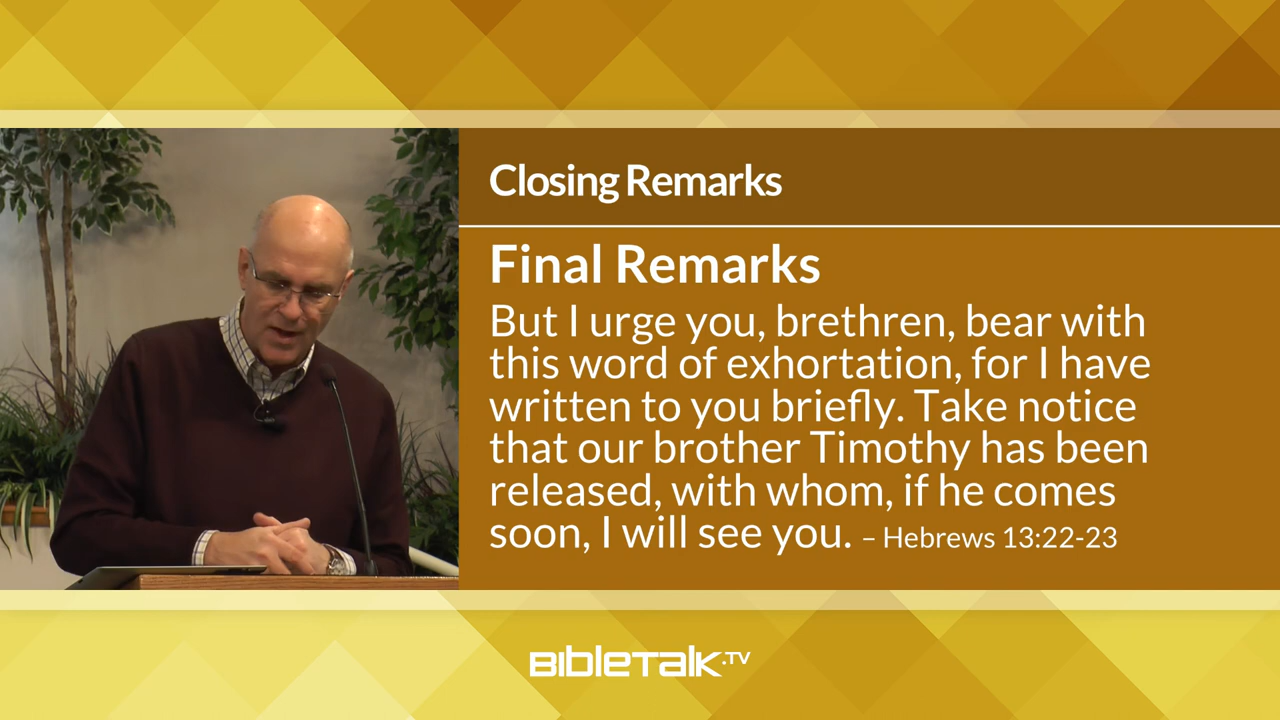 Closing Remarks
Final Remarks
But I urge you, brethren, bear with
this word of exhortation, for I have
written to you briefly. Take notice
that our brother Timothy has been
released, with whom, if he comes
soon, I will see you. – Hebrews 13:22-23
BibleTalk.TV